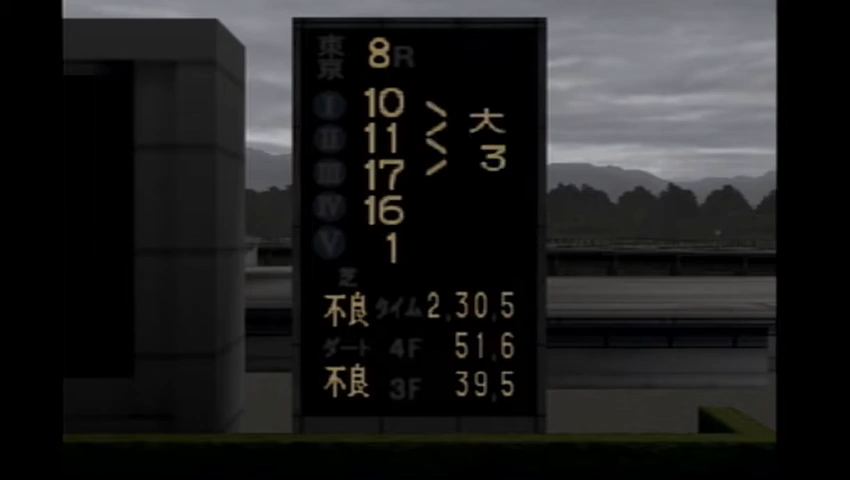 東京 8R
I 10
II 11 大
III 17 3
IV 16
V 1
芝
不良 タイム 2.30.5
ダート 4F 51.6
不良 3F 39.5